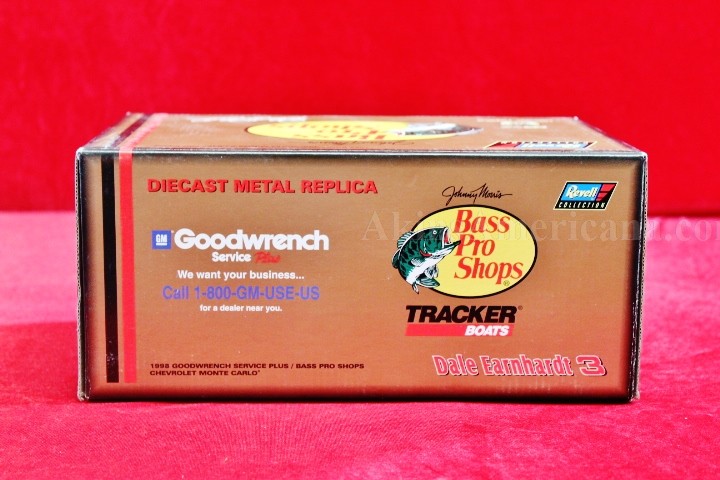 DIECAST METAL REPLICA
GM Goodwrench
Service Plus
We want your business...
Call 1-800-GM-USE-US
for a dealer near you.
1998 GOODWRENCH SERVICE PLUS / BASS PRO SHOPS
CHEVROLET MONTE CARLO®
Johnny Morris
Bass
Pro
Shops®
TRACKER®
BOATS
Revell
COLLECTION
Dale Earnhardt 3